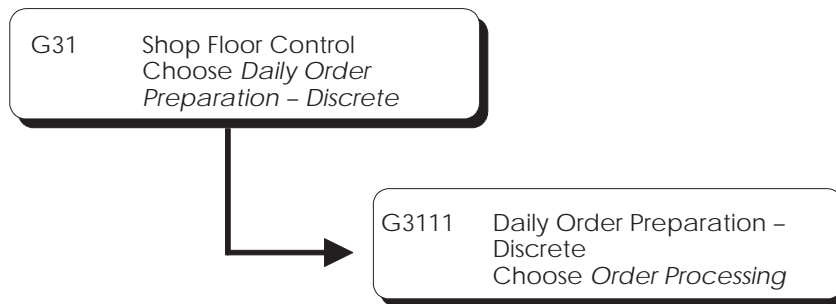 G31 Shop Floor Control
Choose Daily Order
Preparation – Discrete
G3111 Daily Order Preparation –
Discrete
Choose Order Processing